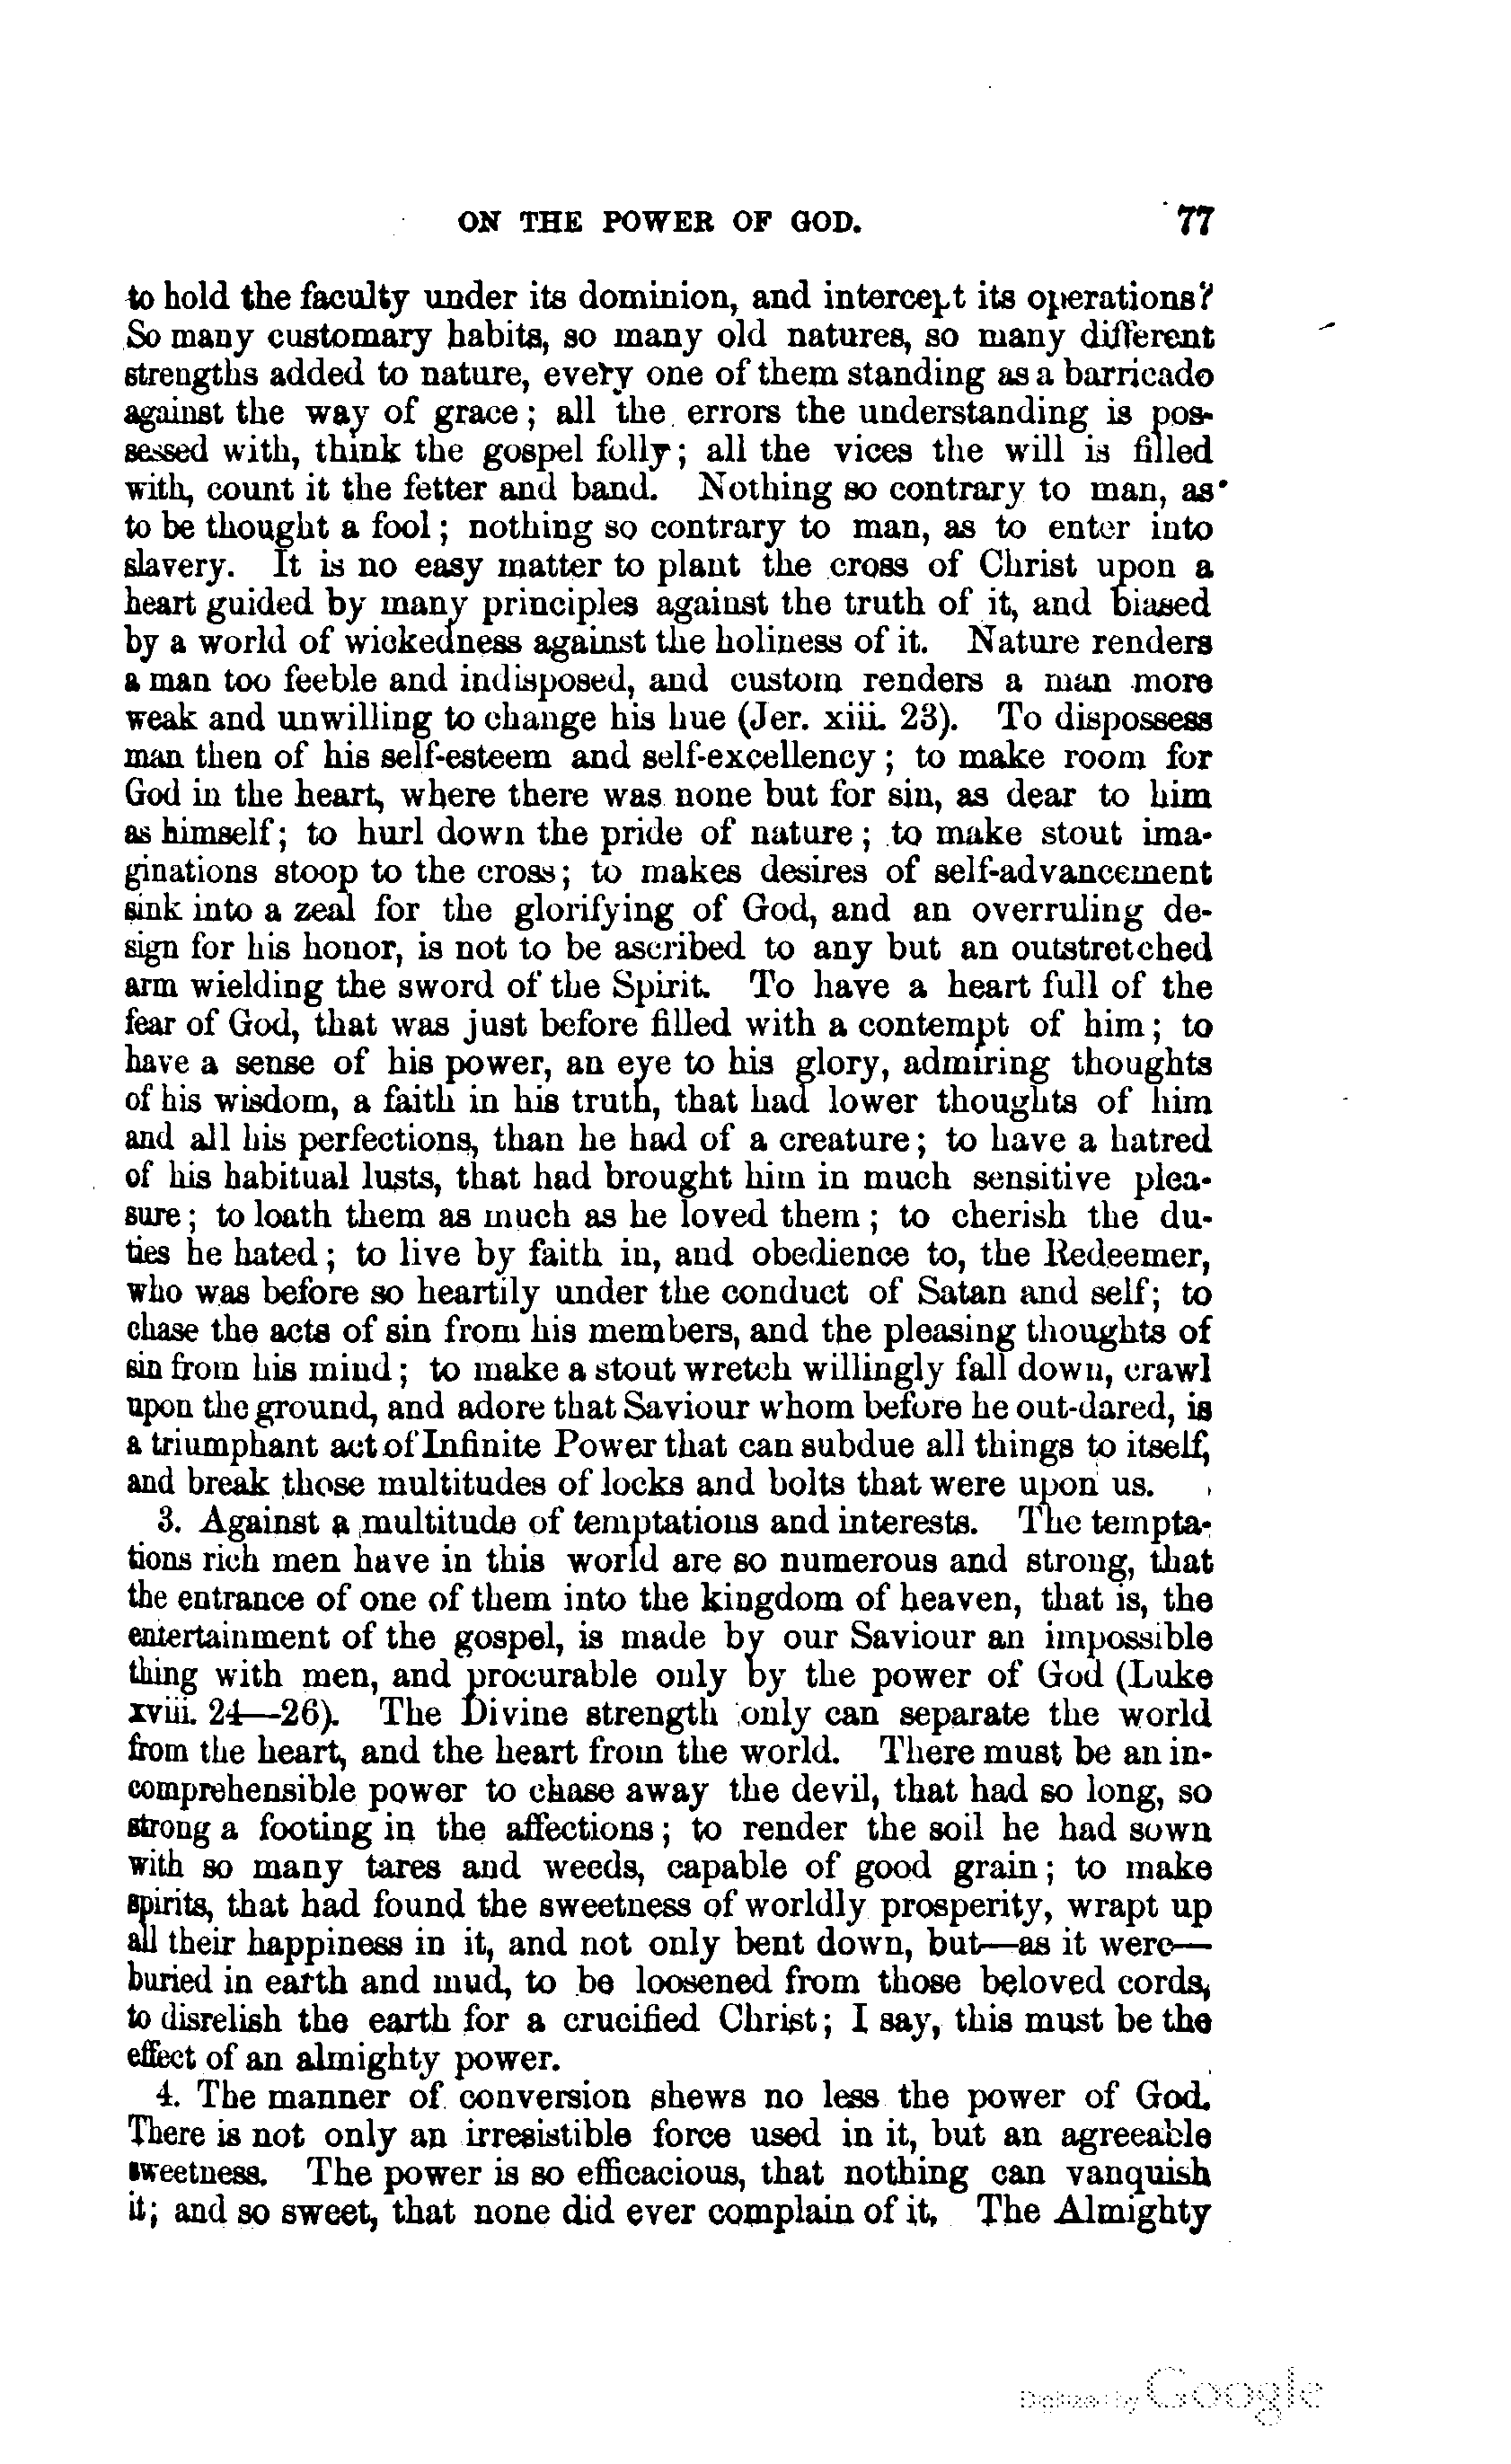 ON THE POWER OF GOD. 77
to hold the faculty under its dominion, and intercept its operations?
So many customary habits, so many old natures, so many different
strengths added to nature, every one of them standing as a barricado
against the way of grace; all the errors the understanding is pos-
sessed with, think the gospel folly; all the vices the will is filled
with, count it the fetter and band. Nothing so contrary to man, as
to be thought a fool; nothing so contrary to man, as to enter into
slavery. It is no easy matter to plant the cross of Christ upon a
heart guided by many principles against the truth of it, and biased
by a world of wickedness against the holiness of it. Nature renders
a man too feeble and indisposed, and custom renders a man more
weak and unwilling to change his hue (Jer. xiii. 23). To dispossess
man then of his self-esteem and self-excellency; to make room for
God in the heart, where there was none but for sin, as dear to him
as himself; to hurl down the pride of nature; to make stout ima-
ginations stoop to the cross; to makes desires of self-advancement
sink into a zeal for the glorifying of God, and an overruling de-
sign for his honor, is not to be ascribed to any but an outstretched
arm wielding the sword of the Spirit. To have a heart full of the
fear of God, that was just before filled with a contempt of him; to
have a sense of his power, an eye to his glory, admiring thoughts
of his wisdom, a faith in his truth, that had lower thoughts of him
and all his perfections, than he had of a creature; to have a hatred
of his habitual lusts, that had brought him in much sensitive plea-
sure; to loath them as much as he loved them; to cherish the du-
ties he hated; to live by faith in, and obedience to, the Redeemer,
who was before so heartily under the conduct of Satan and self; to
chase the acts of sin from his members, and the pleasing thoughts of
sin from his mind; to make a stout wretch willingly fall down, crawl
upon the ground, and adore that Saviour whom before he out-dared, is
a triumphant act of Infinite Power that can subdue all things to itself,
and break those multitudes of locks and bolts that were upon us.
3. Against a multitude of temptations and interests. The tempta-
tions rich men have in this world are so numerous and strong, that
the entrance of one of them into the kingdom of heaven, that is, the
entertainment of the gospel, is made by our Saviour an impossible
thing with men, and procurable only by the power of God (Luke
xviii. 24—26). The Divine strength only can separate the world
from the heart, and the heart from the world. There must be an in-
comprehensible power to chase away the devil, that had so long, so
strong a footing in the affections; to render the soil he had sown
with so many tares and weeds, capable of good grain; to make
spirits, that had found the sweetness of worldly prosperity, wrapt up
all their happiness in it, and not only bent down, but—as it were—
buried in earth and mud, to be loosened from those beloved cords,
to disrelish the earth for a crucified Christ; I say, this must be the
effect of an almighty power.
4. The manner of conversion shews no less the power of God.
There is not only an irresistible force used in it, but an agreeable
sweetness. The power is so efficacious, that nothing can vanquish
it; and so sweet, that none did ever complain of it. The Almighty
Digitized by Google